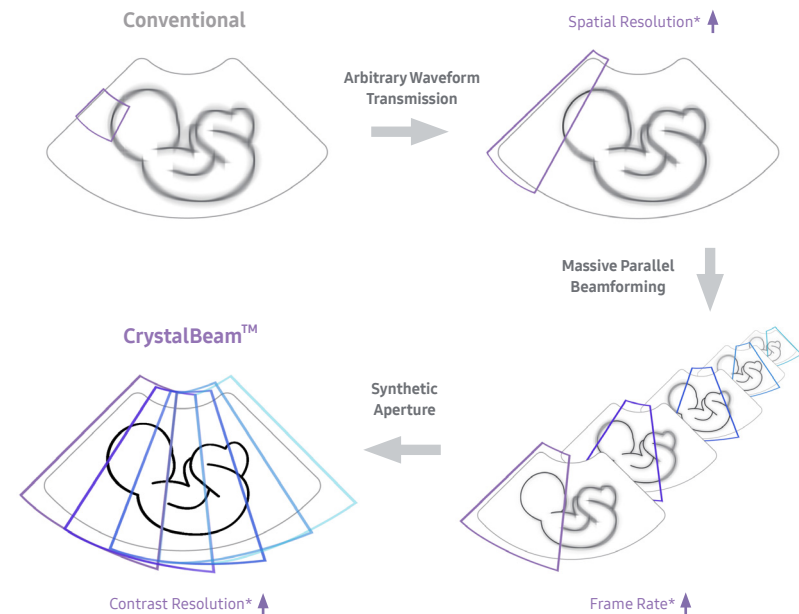 Conventional
Spatial Resolution*
Arbitrary Waveform
Transmission
Massive Parallel
Beamforming
CrystalBeam™
Synthetic
Aperture
Contrast Resolution*
Frame Rate*